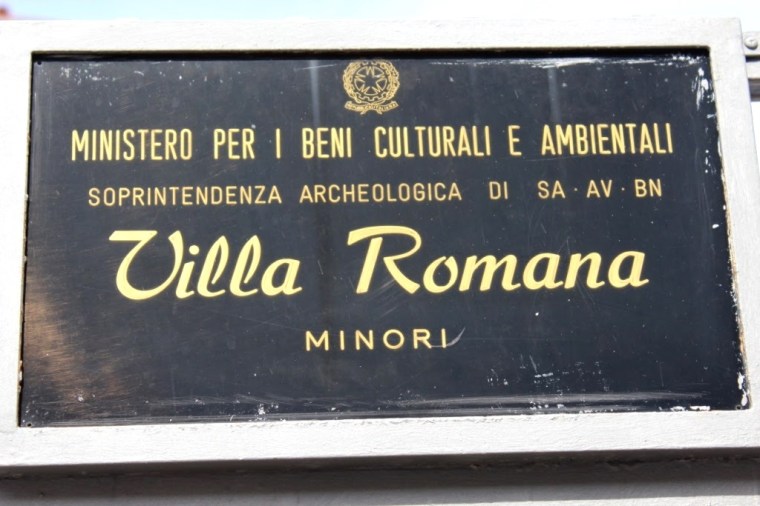 MINISTERO PER I BENI CULTURALI E AMBIENTALI
SOPRINTENDENZA ARCHEOLOGICA DI SA·AV·BN
Villa Romana
MINORI